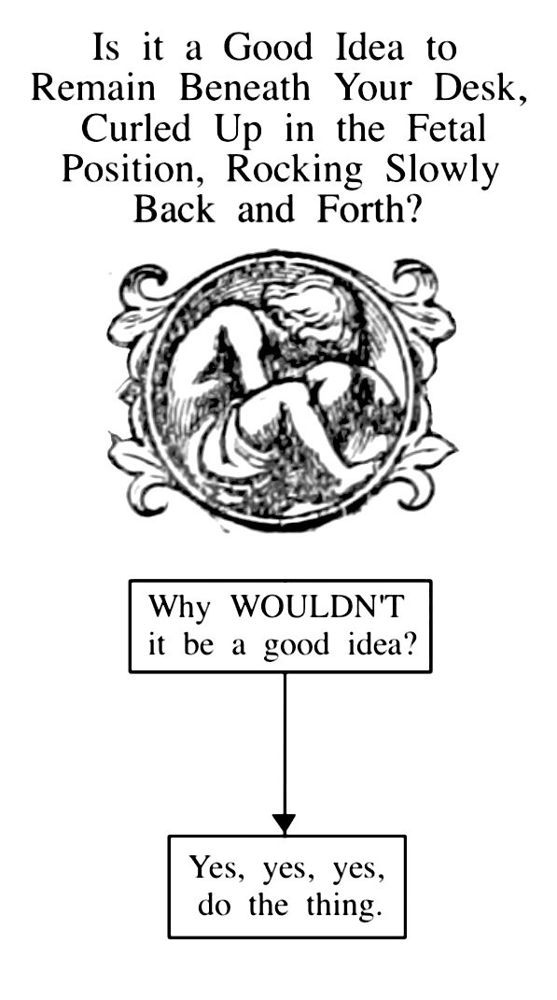 Is it a Good Idea to
Remain Beneath Your Desk,
Curled Up in the Fetal
Position, Rocking Slowly
Back and Forth?
Why WOULDN'T
it be a good idea?
Yes, yes, yes,
do the thing.